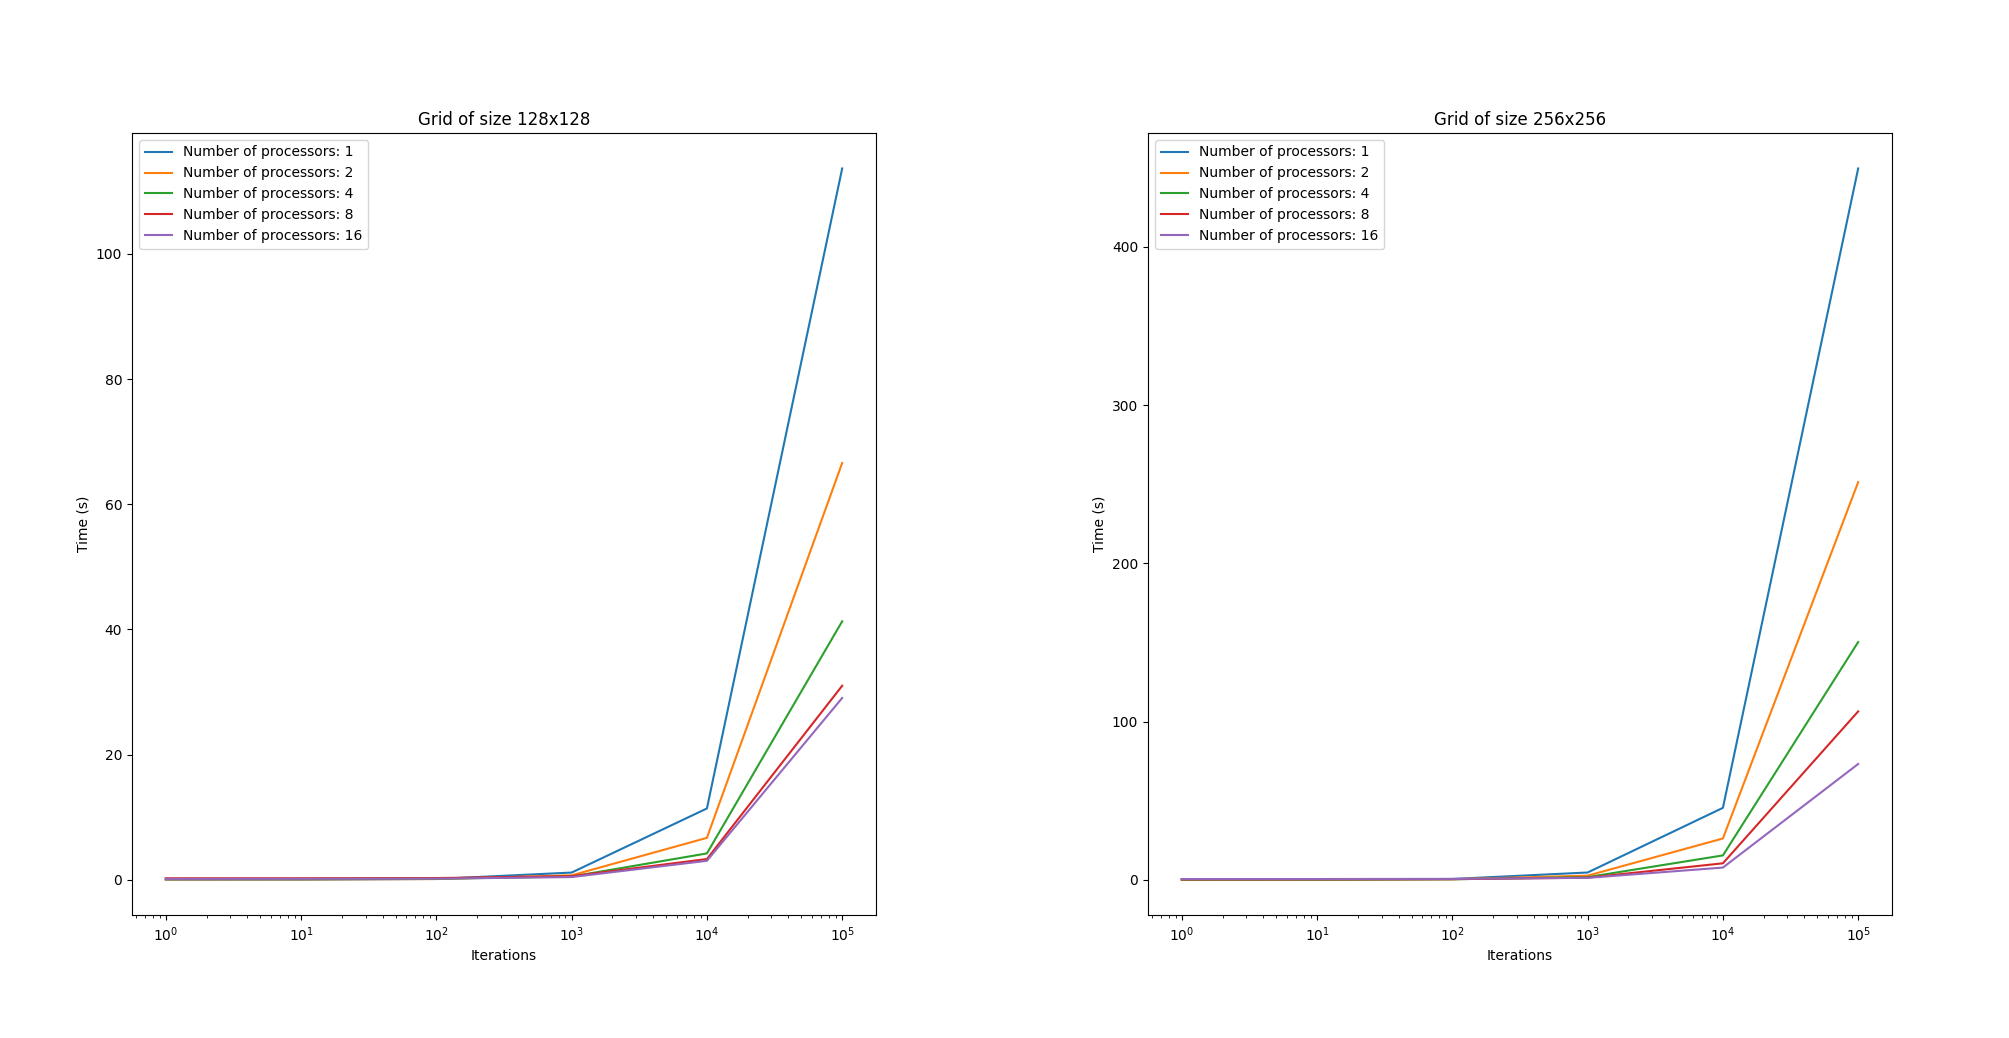 Grid of size 128x128
Number of processors: 1
Number of processors: 2
Number of processors: 4
Number of processors: 8
Number of processors: 16
100
80
60
40
20
0
Time (s)
10⁰ 10¹ 10² 10³ 10⁴ 10⁵
Iterations
Grid of size 256x256
Number of processors: 1
Number of processors: 2
Number of processors: 4
Number of processors: 8
Number of processors: 16
400
300
200
100
0
Time (s)
10⁰ 10¹ 10² 10³ 10⁴ 10⁵
Iterations